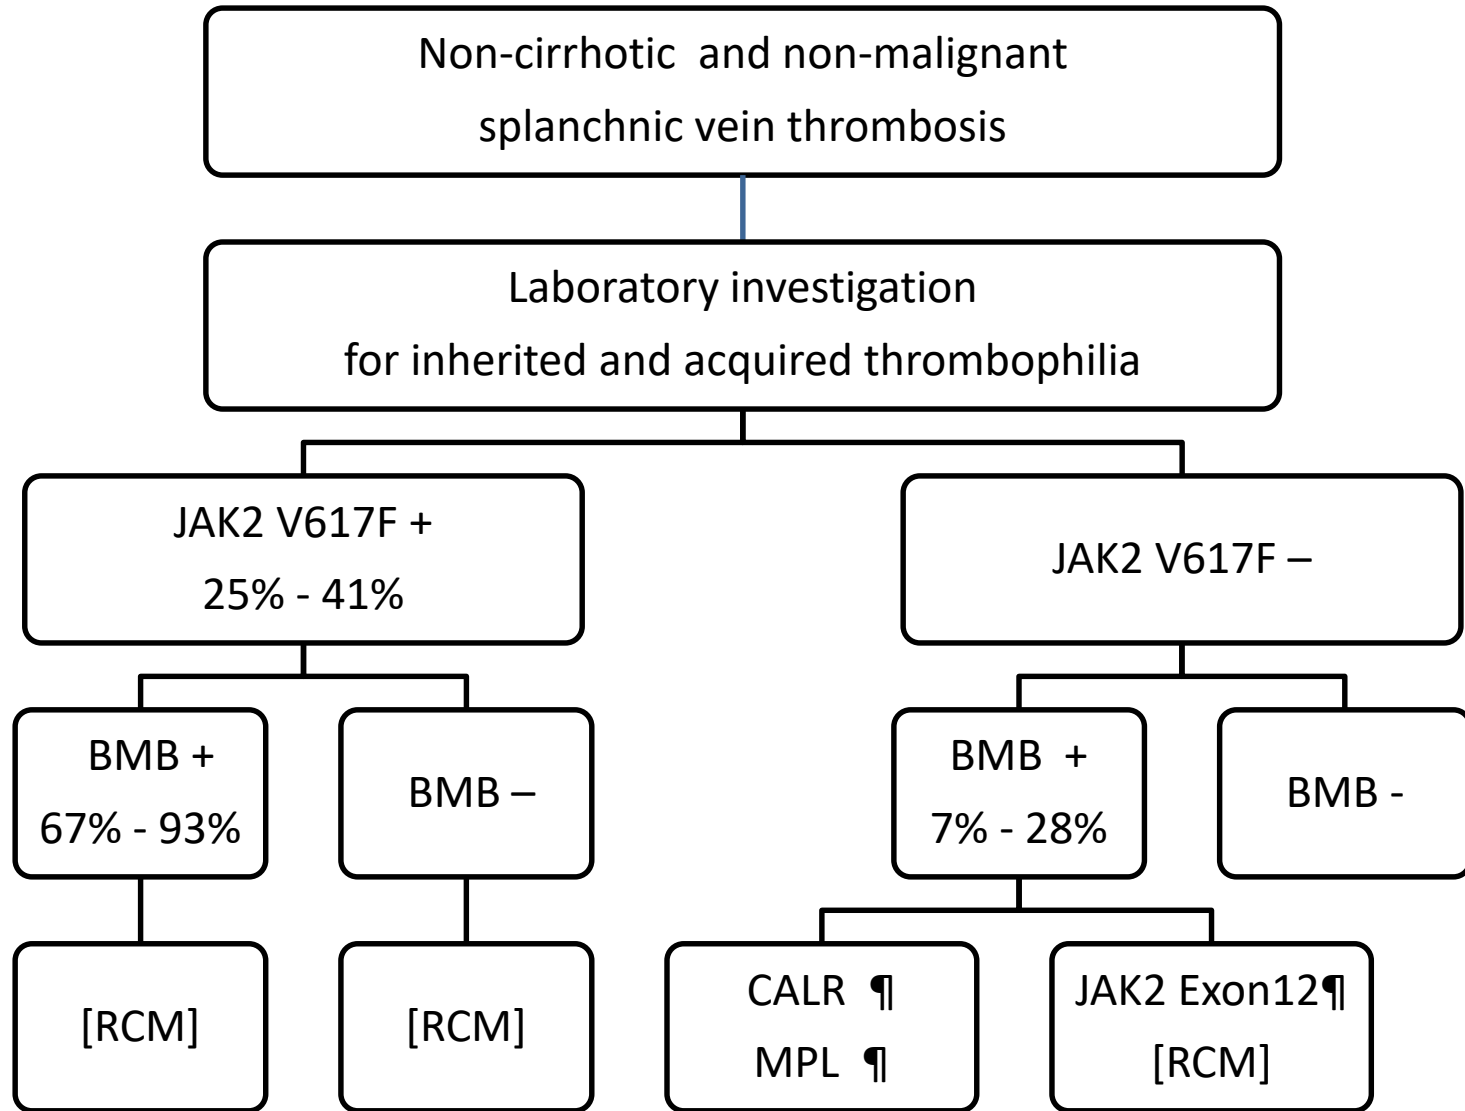 Non-cirrhotic and non-malignant
splanchnic vein thrombosis
Laboratory investigation
for inherited and acquired thrombophilia
JAK2 V617F +
25% - 41%
JAK2 V617F –
BMB +
67% - 93%
BMB –
BMB +
7% - 28%
BMB -
[RCM]
[RCM]
CALR ¶
MPL ¶
JAK2 Exon12¶
[RCM]